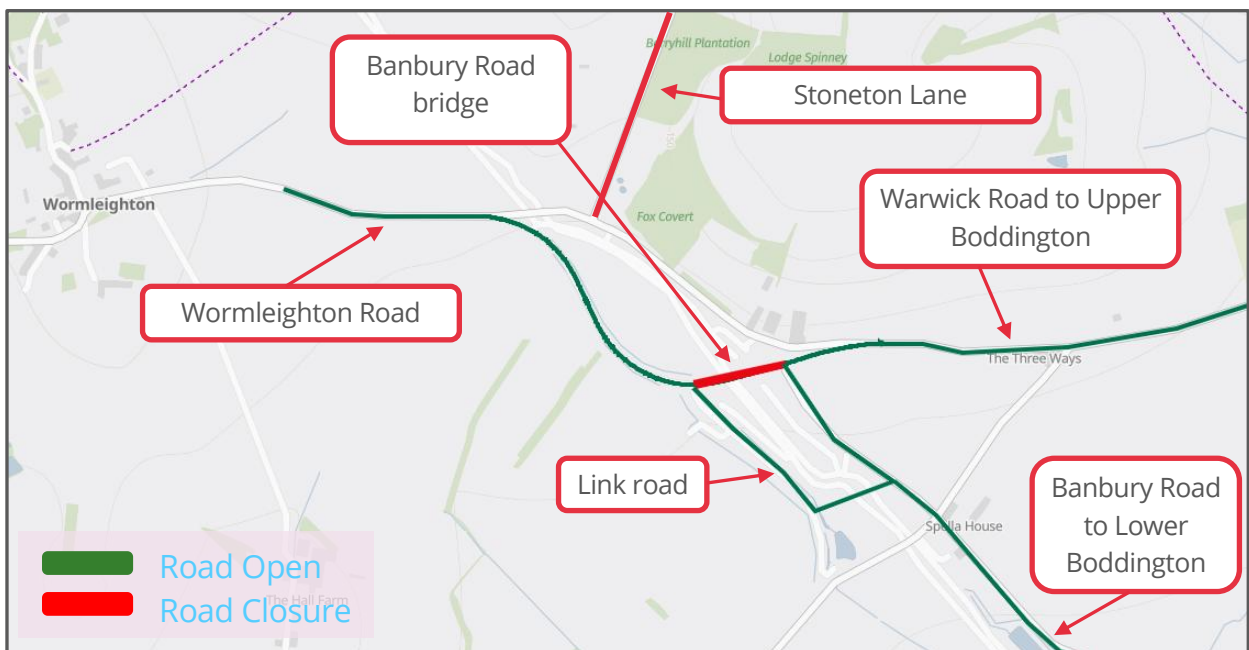 Berryhill Plantation
Lodge Spinney
Banbury Road
bridge
Stoneton Lane
150
Wormleighton
Fox Covert
Warwick Road to Upper
Boddington
Wormleighton Road
The Three Ways
Link road
Banbury Road
to Lower
Boddington
Spella House
Road Open
The Hall Farm
Road Closure